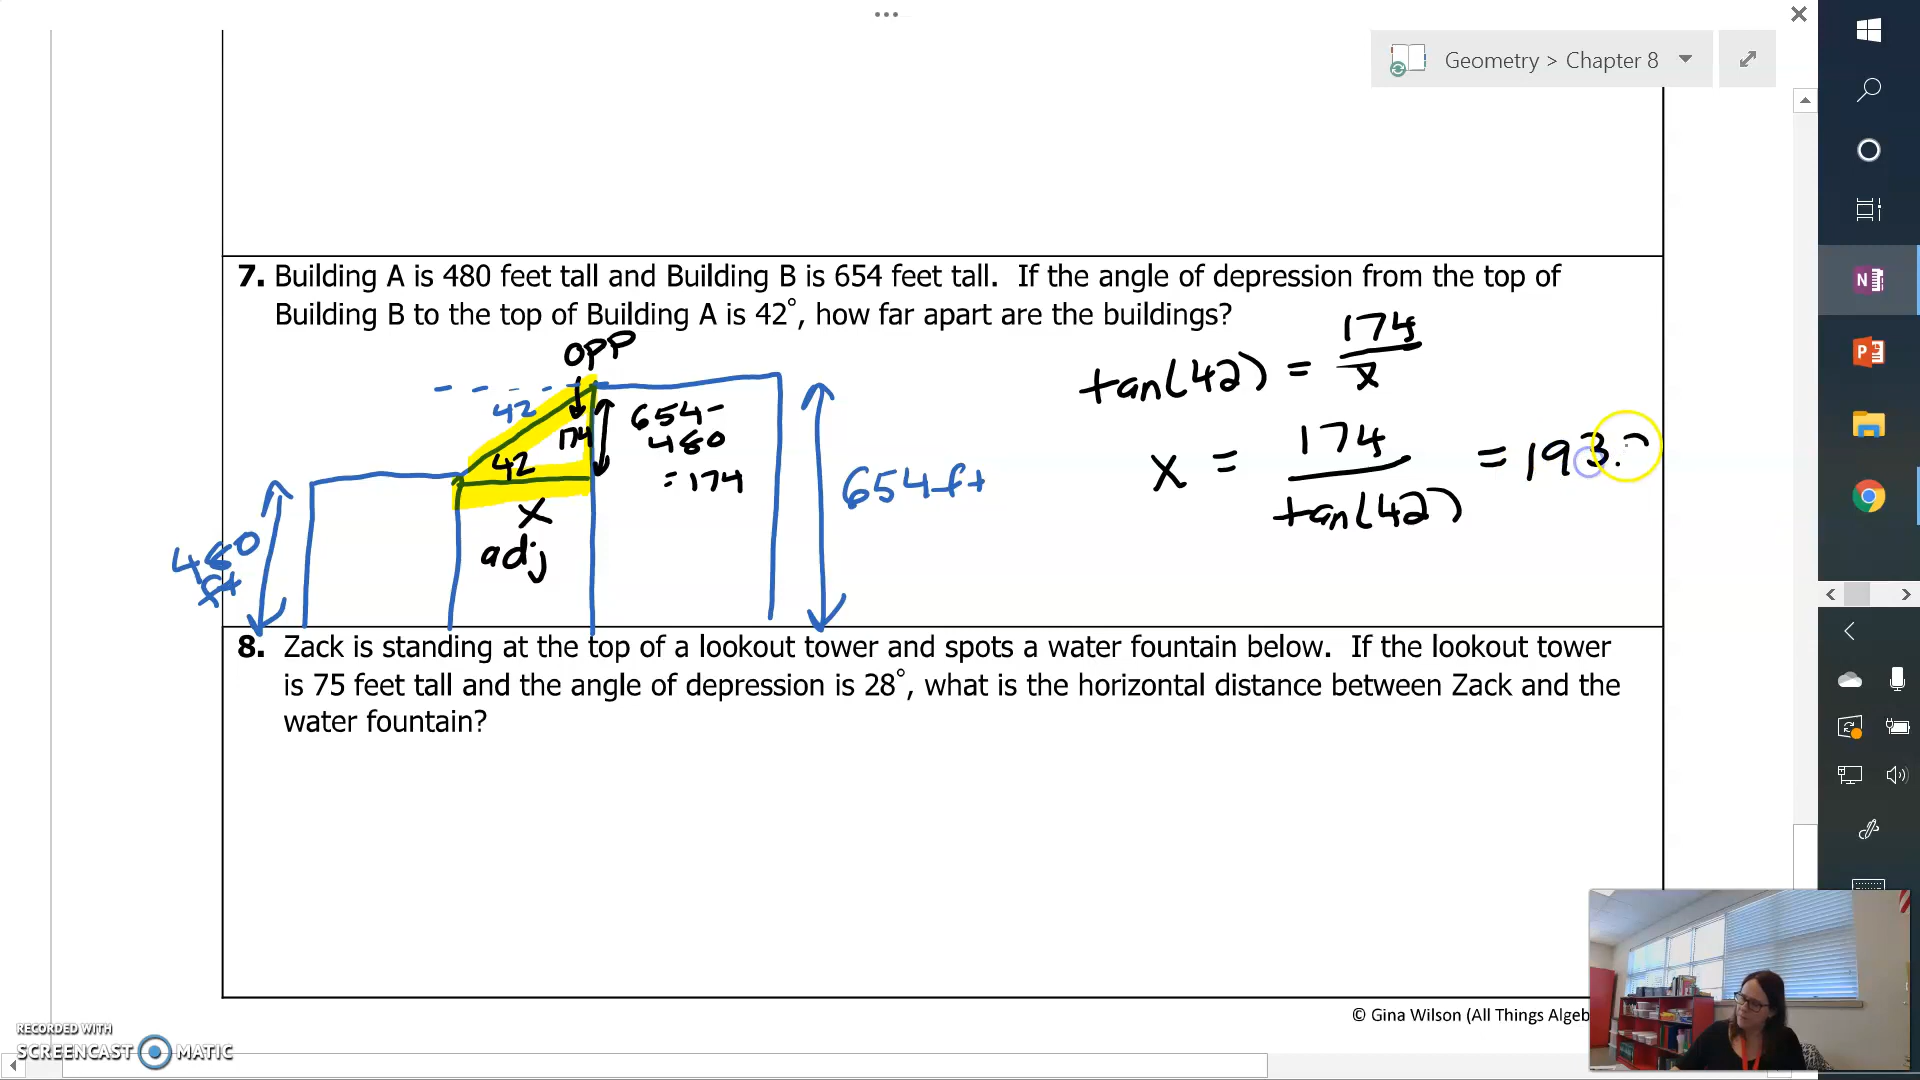 Geometry > Chapter 8
7. Building A is 480 feet tall and Building B is 654 feet tall. If the angle of depression from the top of
Building B to the top of Building A is 42°, how far apart are the buildings?
opp
42
174
42
x
adj
654-
480
= 174
480
ft
654 ft
tan(42) = 174/x
x = 174/tan(42) = 193.
8. Zack is standing at the top of a lookout tower and spots a water fountain below. If the lookout tower
is 75 feet tall and the angle of depression is 28°, what is the horizontal distance between Zack and the
water fountain?
© Gina Wilson (All Things Algeb
RECORDED WITH
SCREENCAST MATIC